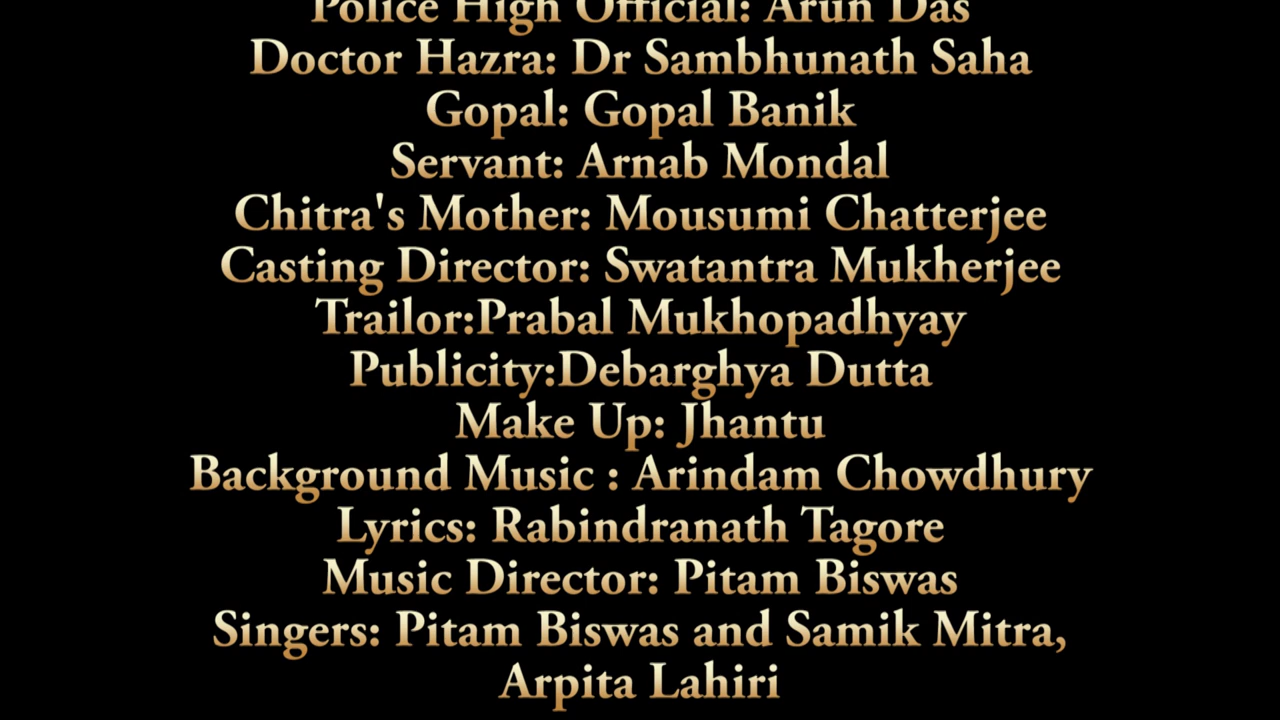 Police High Official: Arun Das
Doctor Hazra: Dr Sambhunath Saha
Gopal: Gopal Banik
Servant: Arnab Mondal
Chitra's Mother: Mousumi Chatterjee
Casting Director: Swatantra Mukherjee
Trailor:Prabal Mukhopadhyay
Publicity:Debarghya Dutta
Make Up: Jhantu
Background Music : Arindam Chowdhury
Lyrics: Rabindranath Tagore
Music Director: Pitam Biswas
Singers: Pitam Biswas and Samik Mitra,
Arpita Lahiri